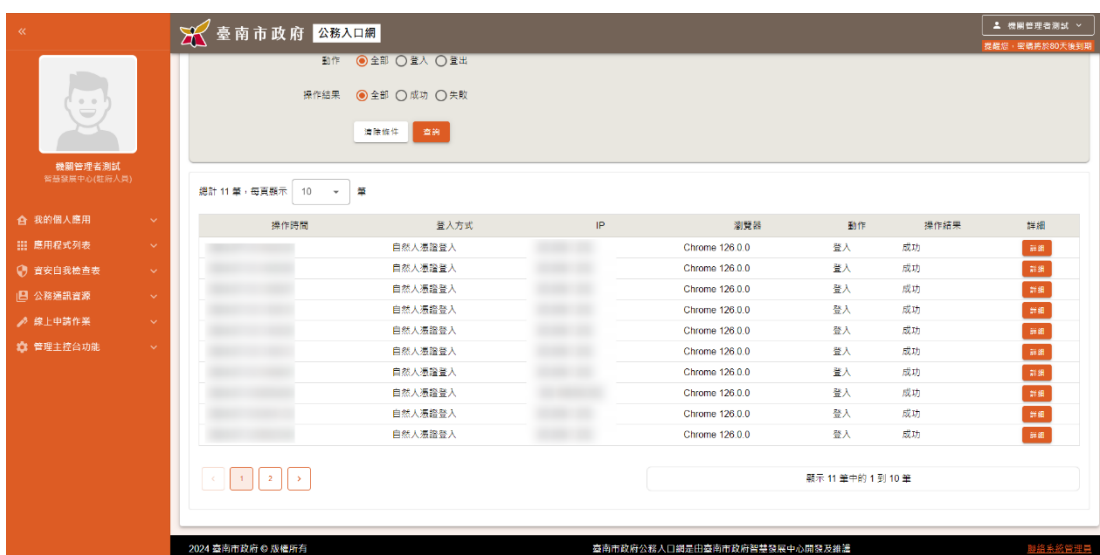 臺南市政府 公務入口網
機關管理者測試
提醒您，密碼將於80天後到期
機關管理者測試
智慧發展中心(駐府人員)
我的個人應用
應用程式列表
資安自我檢查表
公務通訊資源
線上申請作業
管理主控台功能
動作 全部 登入 登出
操作結果 全部 成功 失敗
清除條件 查詢
總計 11 筆，每頁顯示 10 筆
操作時間 登入方式 IP 瀏覽器 動作 操作結果 詳細
自然人憑證登入 Chrome 126.0.0 登入 成功 詳細
自然人憑證登入 Chrome 126.0.0 登入 成功 詳細
自然人憑證登入 Chrome 126.0.0 登入 成功 詳細
自然人憑證登入 Chrome 126.0.0 登入 成功 詳細
自然人憑證登入 Chrome 126.0.0 登入 成功 詳細
自然人憑證登入 Chrome 126.0.0 登入 成功 詳細
自然人憑證登入 Chrome 126.0.0 登入 成功 詳細
自然人憑證登入 Chrome 126.0.0 登入 成功 詳細
自然人憑證登入 Chrome 126.0.0 登入 成功 詳細
自然人憑證登入 Chrome 126.0.0 登入 成功 詳細
1 2
顯示 11 筆中的 1 到 10 筆
2024 臺南市政府 © 版權所有 臺南市政府公務入口網是由臺南市政府智慧發展中心開發及維護 聯絡系統管理員